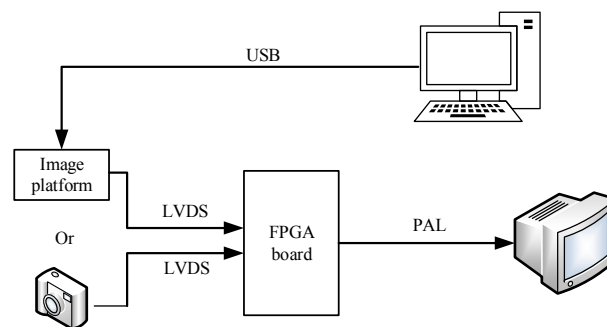 USB
Image
platform
LVDS
Or
LVDS
FPGA
board
PAL